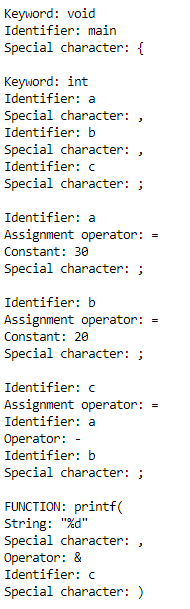 Keyword: void
Identifier: main
Special character: {
Keyword: int
Identifier: a
Special character: ,
Identifier: b
Special character: ,
Identifier: c
Special character: ;
Identifier: a
Assignment operator: =
Constant: 30
Special character: ;
Identifier: b
Assignment operator: =
Constant: 20
Special character: ;
Identifier: c
Assignment operator: =
Identifier: a
Operator: -
Identifier: b
Special character: ;
FUNCTION: printf(
String: "%d"
Special character: ,
Operator: &
Identifier: c
Special character: )